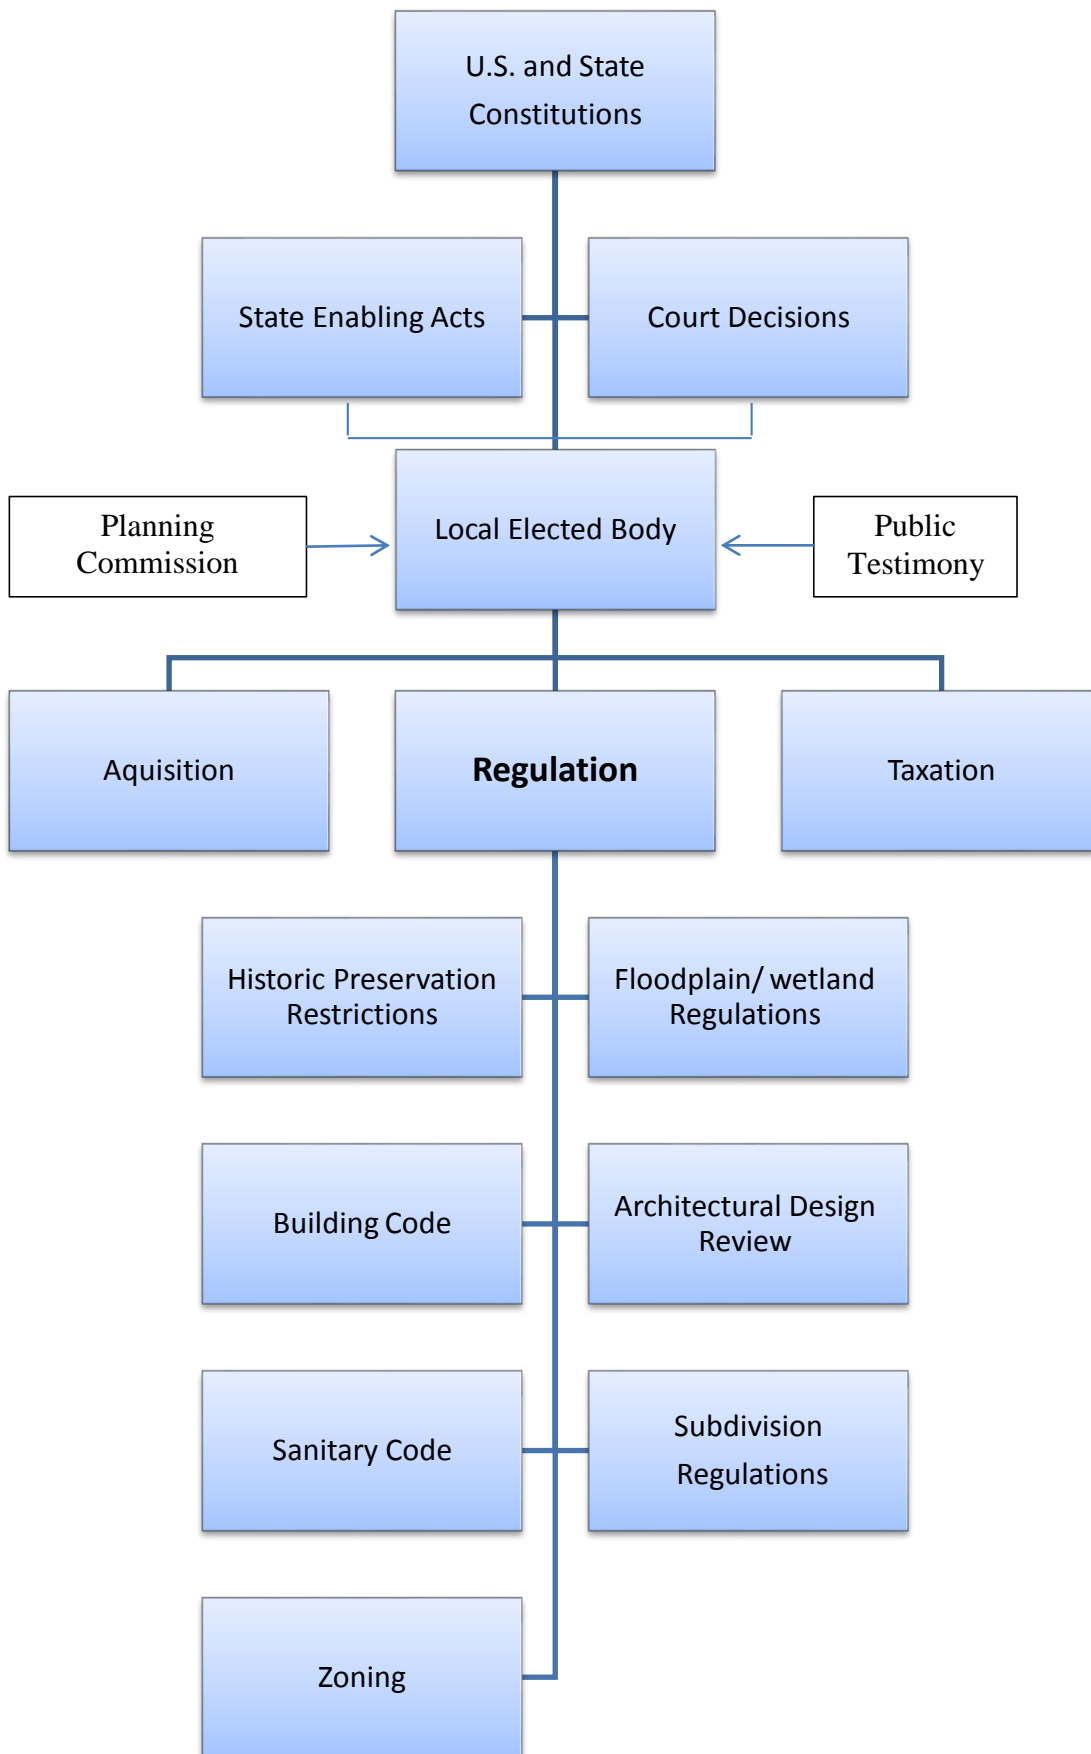 U.S. and State
Constitutions
State Enabling Acts
Court Decisions
Planning
Commission
Local Elected Body
Public
Testimony
Aquisition
Regulation
Taxation
Historic Preservation
Restrictions
Floodplain/ wetland
Regulations
Building Code
Architectural Design
Review
Sanitary Code
Subdivision
Regulations
Zoning